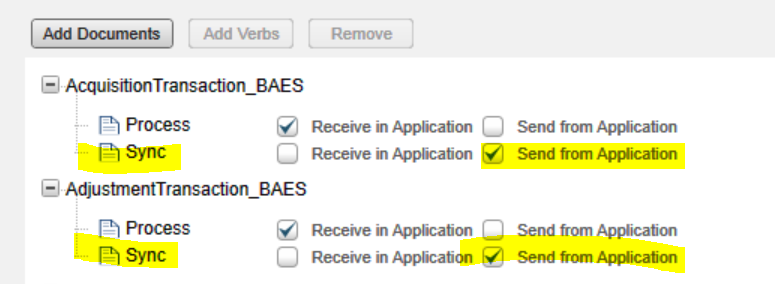 Add Documents Add Verbs Remove
AcquisitionTransaction_BAES
Process Receive in Application Send from Application
Sync Receive in Application Send from Application
AdjustmentTransaction_BAES
Process Receive in Application Send from Application
Sync Receive in Application Send from Application